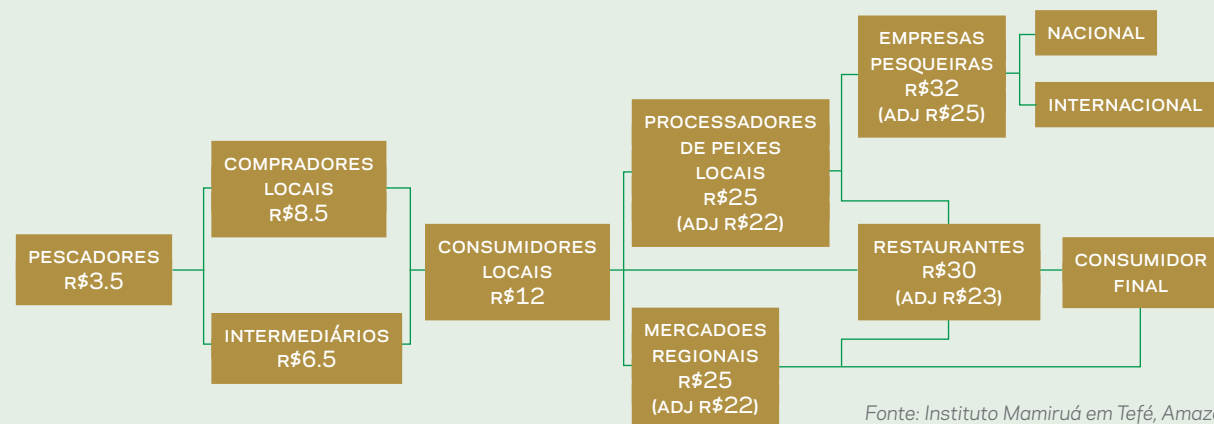 PESCADORES
R$3.5
COMPRADORES
LOCAIS
R$8.5
INTERMEDIÁRIOS
R$6.5
CONSUMIDORES
LOCAIS
R$12
PROCESSADORES
DE PEIXES
LOCAIS
R$25
(ADJ R$22)
MERCADOES
REGIONAIS
R$25
(ADJ R$22)
EMPRESAS
PESQUEIRAS
R$32
(ADJ R$25)
RESTAURANTES
R$30
(ADJ R$23)
NACIONAL
INTERNACIONAL
CONSUMIDOR
FINAL
Fonte: Instituto Mamiruá em Tefé, Amazo